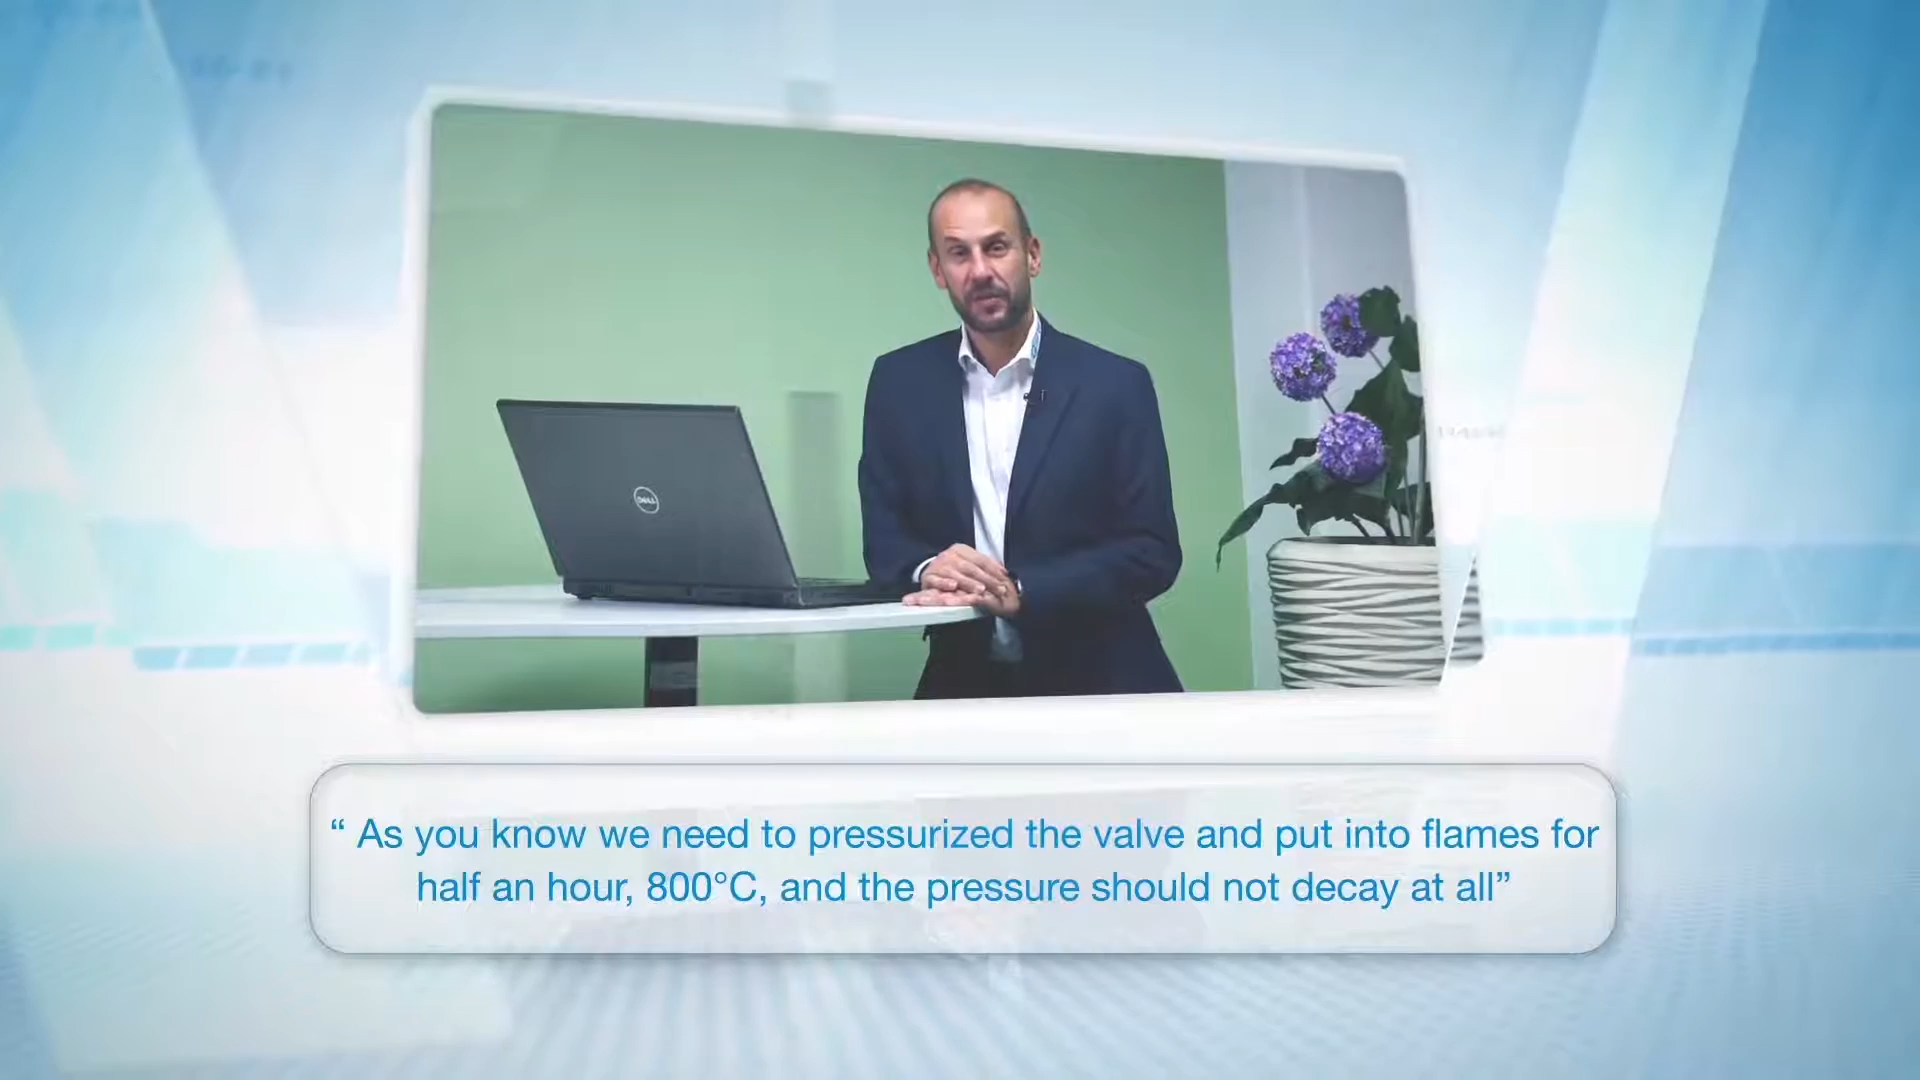 DELL
“ As you know we need to pressurized the valve and put into flames for
half an hour, 800°C, and the pressure should not decay at all”